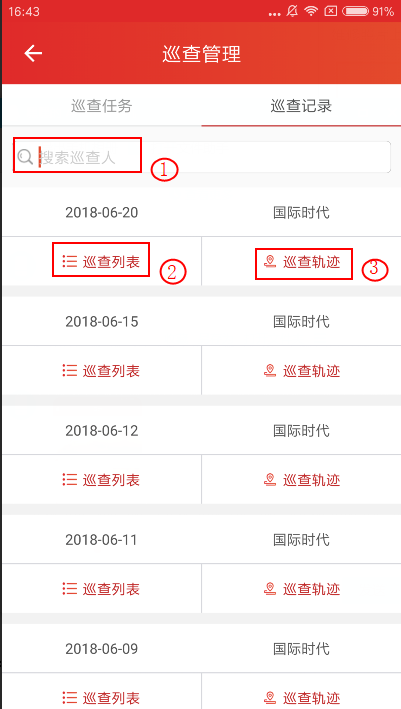 16:43 ... 91%
巡查管理
巡查任务 巡查记录
搜索巡查人 1
2018-06-20 国际时代
巡查列表 2 巡查轨迹 3
2018-06-15 国际时代
巡查列表 巡查轨迹
2018-06-12 国际时代
巡查列表 巡查轨迹
2018-06-11 国际时代
巡查列表 巡查轨迹
2018-06-09 国际时代
巡查列表 巡查轨迹